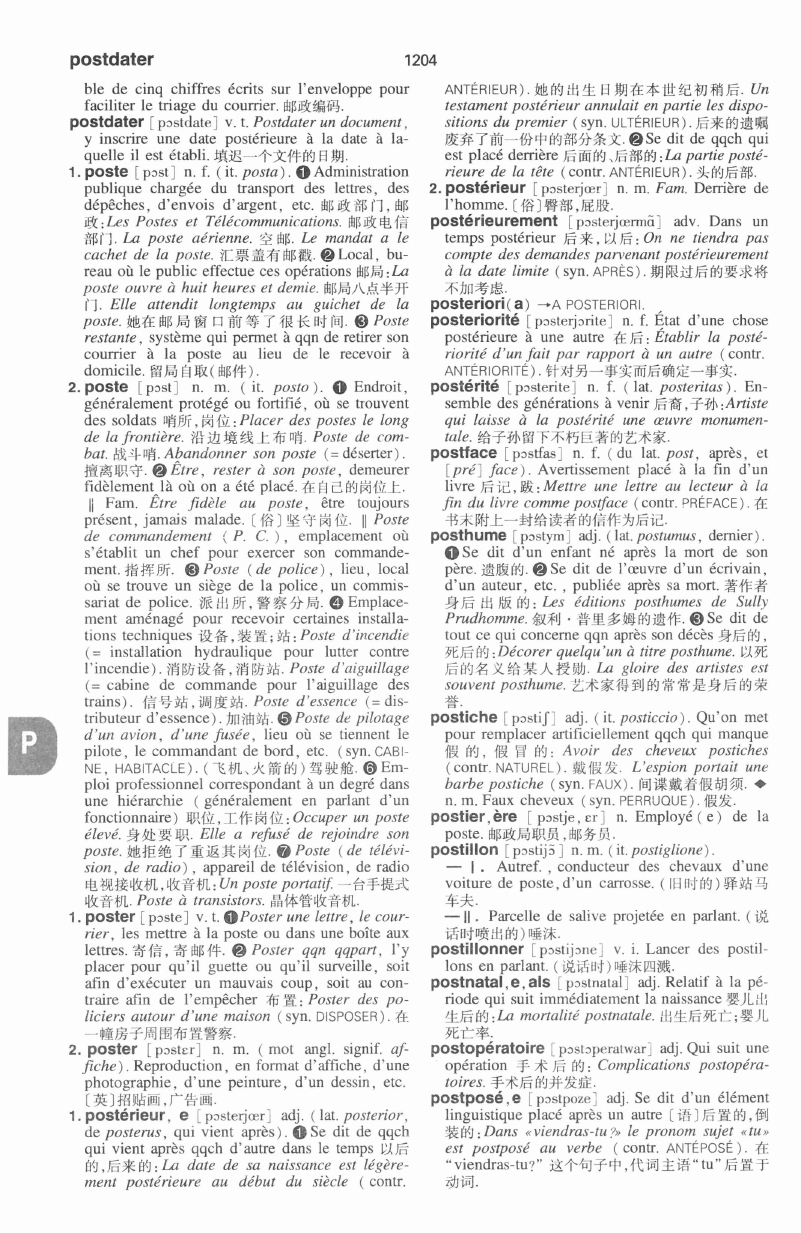 postdater
1204
ble de cinq chiffres écrits sur l'enveloppe pour
faciliter le triage du courrier. 邮政编码.
postdater [pɔstdate] v. t. Postdater un document,
y inscrire une date postérieure à la date à la-
quelle il est établi. 填迟一个文件的日期.
1. poste [pɔst] n. f. (it. posta). ❶ Administration
publique chargée du transport des lettres, des
dépêches, d'envois d'argent, etc. 邮政部门,邮
政:Les Postes et Télécommunications. 邮政电信
部门. La poste aérienne. 空邮. Le mandat a le
cachet de la poste. 汇票盖有邮戳. ❷ Local, bu-
reau où le public effectue ces opérations 邮局:La
poste ouvre à huit heures et demie. 邮局八点半开
门. Elle attendit longtemps au guichet de la
poste. 她在邮局窗口前等了很长时间. ❸ Poste
restante, système qui permet à qqn de retirer son
courrier à la poste au lieu de le recevoir à
domicile. 留局自取(邮件).
2. poste [pɔst] n. m. (it. posto). ❶ Endroit,
généralement protégé ou fortifié, où se trouvent
des soldats 哨所,岗位:Placer des postes le long
de la frontière. 沿边境线上布哨. Poste de com-
bat. 战斗哨. Abandonner son poste (= déserter).
擅离职守. ❷ Être, rester à son poste, demeurer
fidèlement là où on a été placé. 在自己的岗位上.
‖ Fam. Être fidèle au poste, être toujours
présent, jamais malade. 〔俗〕坚守岗位. ‖ Poste
de commandement (P. C.), emplacement où
s'établit un chef pour exercer son commande-
ment. 指挥所. ❸ Poste (de police), lieu, local
où se trouve un siège de la police, un commis-
sariat de police. 派出所,警察分局. ❹ Emplace-
ment aménagé pour recevoir certaines installa-
tions techniques 设备,装置;站:Poste d'incendie
(= installation hydraulique pour lutter contre
l'incendie). 消防设备,消防站. Poste d'aiguillage
(= cabine de commande pour l'aiguillage des
trains). 信号站,调度站. Poste d'essence (= dis-
tributeur d'essence). 加油站. ❺ Poste de pilotage
d'un avion, d'une fusée, lieu où se tiennent le
pilote, le commandant de bord, etc. (syn. CABI-
NE, HABITACLE). (飞机、火箭的)驾驶舱. ❻ Em-
ploi professionnel correspondant à un degré dans
une hiérarchie (généralement en parlant d'un
fonctionnaire) 职位,工作岗位:Occuper un poste
élevé. 身处要职. Elle a refusé de rejoindre son
poste. 她拒绝了重返其岗位. ❼ Poste (de télévi-
sion, de radio), appareil de télévision, de radio
电视接收机,收音机:Un poste portatif. 一台手提式
收音机. Poste à transistors. 晶体管收音机.
1. poster [pɔste] v. t. ❶ Poster une lettre, le cour-
rier, les mettre à la poste ou dans une boîte aux
lettres. 寄信,寄邮件. ❷ Poster qqn qqpart, l'y
placer pour qu'il guette ou qu'il surveille, soit
afin d'exécuter un mauvais coup, soit au con-
traire afin de l'empêcher 布置: Poster des po-
liciers autour d'une maison (syn. DISPOSER). 在
一幢房子周围布置警察.
2. poster [pɔstɛr] n. m. (mot angl. signif. af-
fiche). Reproduction, en format d'affiche, d'une
photographie, d'une peinture, d'un dessin, etc.
〔英〕招贴画,广告画.
1. postérieur, e [pɔsterjœr] adj. (lat. posterior,
de posterus, qui vient après). ❶ Se dit de qqch
qui vient après qqch d'autre dans le temps 以后
的,后来的:La date de sa naissance est légère-
ment postérieure au début du siècle (contr.
P
ANTÉRIEUR). 她的出生日期在本世纪初稍后. Un
testament postérieur annulait en partie les dispo-
sitions du premier (syn. ULTÉRIEUR). 后来的遗嘱
废弃了前一份中的部分条文. ❷ Se dit de qqch qui
est placé derrière 后面的、后部的:La partie posté-
rieure de la tête (contr. ANTÉRIEUR). 头的后部.
2. postérieur [pɔsterjœr] n. m. Fam. Derrière de
l'homme. 〔俗〕臀部,屁股.
postérieurement [pɔsterjœrmɑ̃] adv. Dans un
temps postérieur 后来,以后: On ne tiendra pas
compte des demandes parvenant postérieurement
à la date limite (syn. APRÈS). 期限过后的要求将
不加考虑.
posteriori(a) →A POSTERIORI.
posteriorité [pɔsterjɔrite] n. f. État d'une chose
postérieure à une autre 在后: Établir la posté-
riorité d'un fait par rapport à un autre (contr.
ANTÉRIORITÉ). 针对另一事实而后确定一事实.
postérité [pɔsterite] n. f. (lat. posteritas). En-
semble des générations à venir 后裔,子孙:Artiste
qui laisse à la postérité une œuvre monumen-
tale. 给子孙留下不朽巨著的艺术家.
postface [pɔstfas] n. f. (du lat. post, après, et
[pré] face). Avertissement placé à la fin d'un
livre 后记,跋:Mettre une lettre au lecteur à la
fin du livre comme postface (contr. PRÉFACE). 在
书末附上一封给读者的信作为后记.
posthume [pɔstym] adj. (lat. postumus, dernier).
❶ Se dit d'un enfant né après la mort de son
père. 遗腹的. ❷ Se dit de l'œuvre d'un écrivain,
d'un auteur, etc., publiée après sa mort. 著作者
身后出版的: Les éditions posthumes de Sully
Prudhomme. 叙利·普里多姆的遗作. ❸ Se dit de
tout ce qui concerne qqn après son décès 身后的,
死后的:Décorer quelqu'un à titre posthume. 以死
后的名义给某人授勋. La gloire des artistes est
souvent posthume. 艺术家得到的常常是身后的荣
誉.
postiche [pɔstiʃ] adj. (it. posticcio). Qu'on met
pour remplacer artificiellement qqch qui manque
假的, 假冒的: Avoir des cheveux postiches
(contr. NATUREL). 戴假发. L'espion portait une
barbe postiche (syn. FAUX). 间谍戴着假胡须. ◆
n. m. Faux cheveux (syn. PERRUQUE). 假发.
postier,ère [pɔstje, ɛr] n. Employé(e) de la
poste. 邮政局职员,邮务员.
postillon [pɔstijɔ̃] n. m. (it. postiglione).
— I. Autref., conducteur des chevaux d'une
voiture de poste, d'un carrosse. (旧时的)驿站马
车夫.
— II. Parcelle de salive projetée en parlant. (说
话时喷出的)唾沫.
postillonner [pɔstijɔne] v. i. Lancer des postil-
lons en parlant. (说话时)唾沫四溅.
postnatal,e,als [pɔstnatal] adj. Relatif à la pé-
riode qui suit immédiatement la naissance 婴儿出
生后的:La mortalité postnatale. 出生后死亡;婴儿
死亡率.
postopératoire [pɔstɔperatwar] adj. Qui suit une
opération 手术后的: Complications postopéra-
toires. 手术后的并发症.
postposé,e [pɔstpoze] adj. Se dit d'un élément
linguistique placé après un autre 〔语〕后置的,倒
装的:Dans «viendras-tu?» le pronom sujet «tu»
est postposé au verbe (contr. ANTÉPOSÉ). 在
“viendras-tu?” 这个句子中,代词主语“tu”后置于
动词.